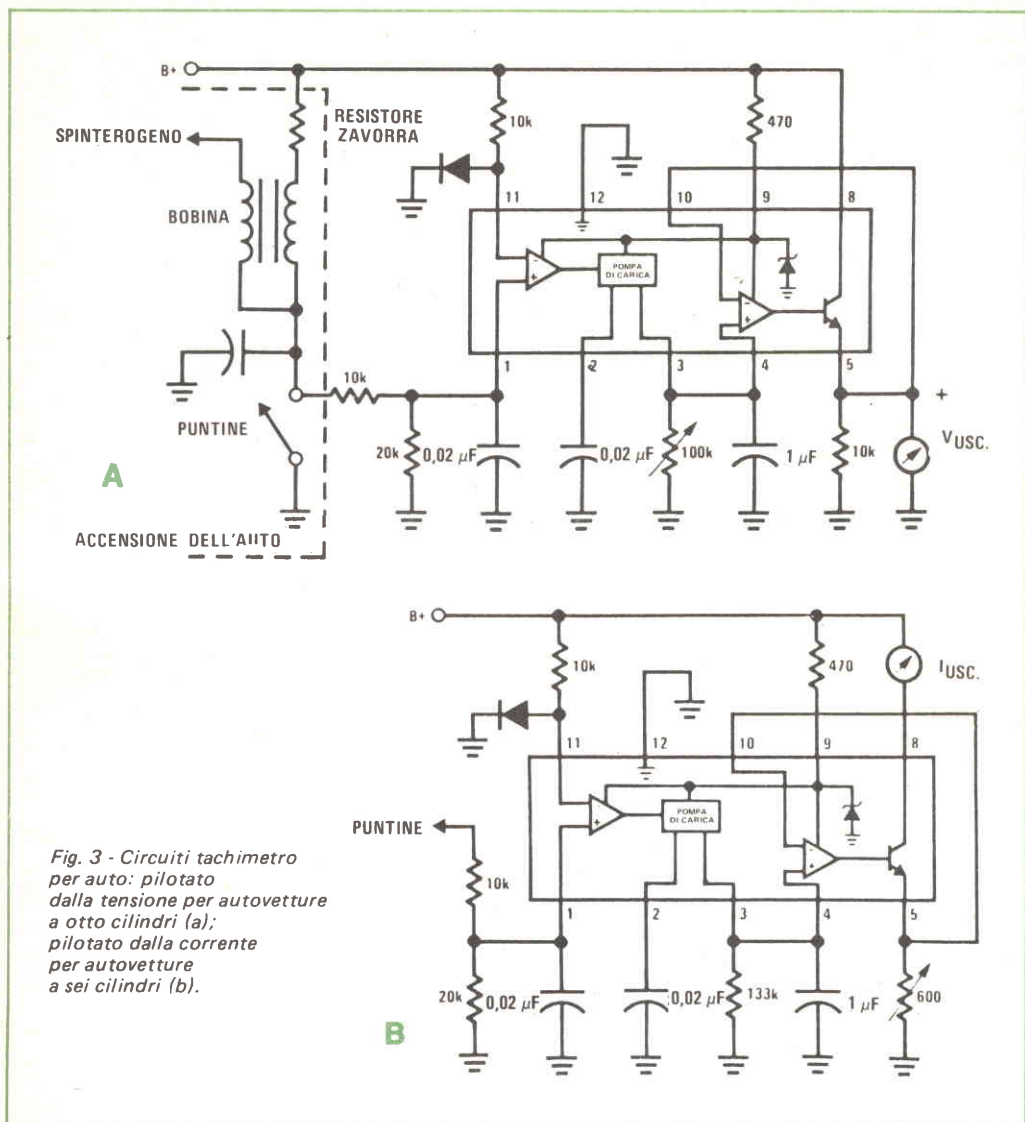 B+
SPINTEROGENO
RESISTORE
ZAVORRA
BOBINA
PUNTINE
A
ACCENSIONE DELL'AUTO
10k
470
11
12
10
9
8
-
+
POMPA
DI CARICA
-
+
1
2
3
4
5
10k
20k
0,02 µF
0,02 µF
100k
1 µF
10k
+
VUSC.
B+
10k
470
IUSC.
11
12
10
9
8
-
+
POMPA
DI CARICA
-
+
PUNTINE
10k
1
2
3
4
5
20k
0,02 µF
0,02 µF
133k
1 µF
600
B
Fig. 3 - Circuiti tachimetro
per auto: pilotato
dalla tensione per autovetture
a otto cilindri (a);
pilotato dalla corrente
per autovetture
a sei cilindri (b).